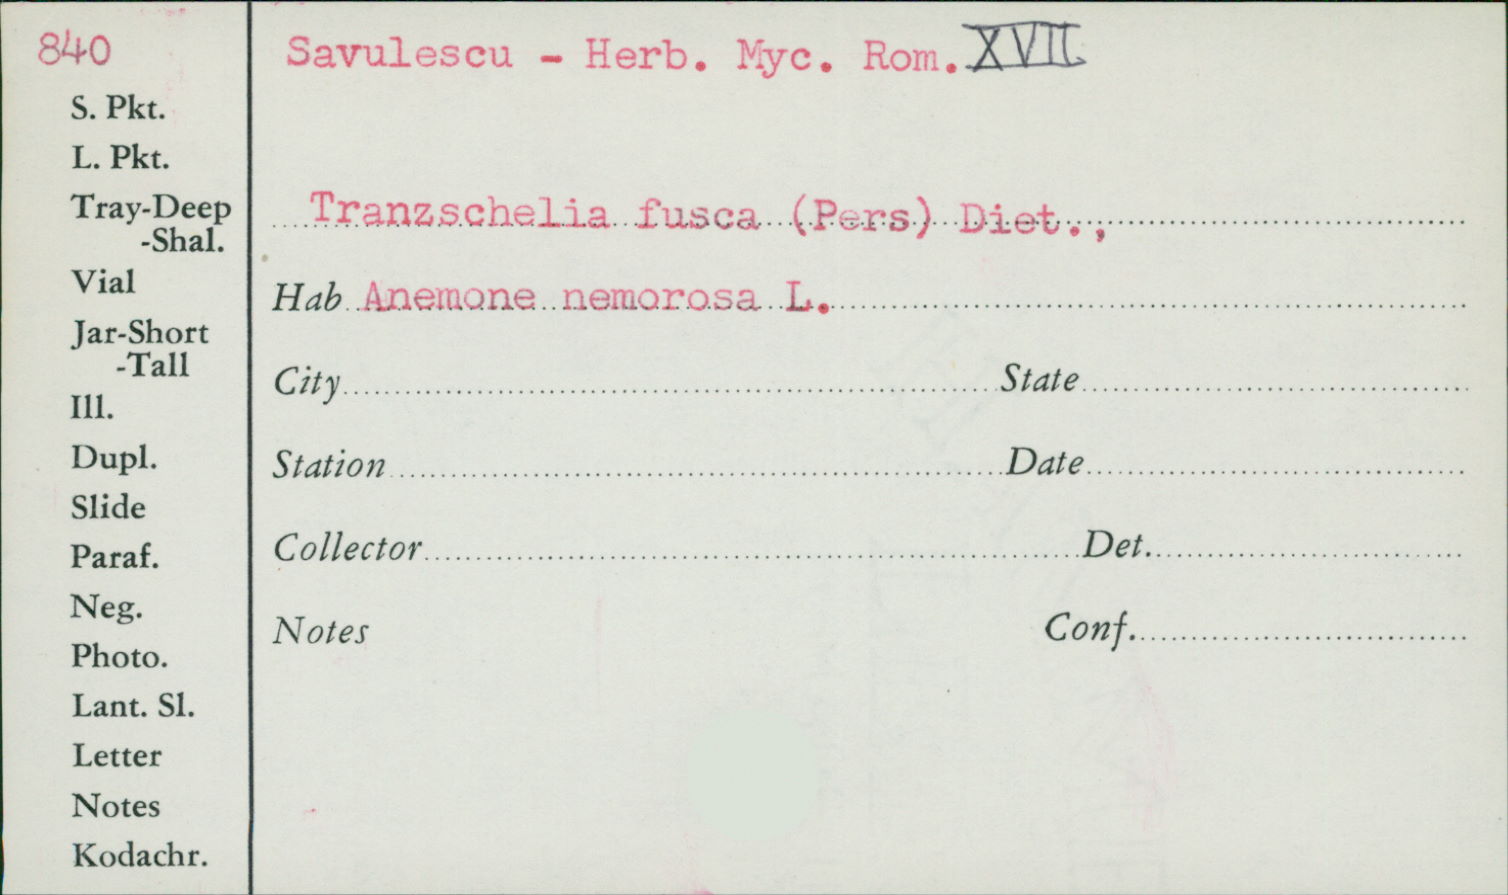 840
Savulescu - Herb. Myc. Rom. XVII
S. Pkt.
L. Pkt.
Tray-Deep
-Shal.
Vial
Jar-Short
-Tall
Ill.
Dupl.
Slide
Paraf.
Neg.
Photo.
Lant. Sl.
Letter
Notes
Kodachr.
Tranzschelia fusca (Pers) Diet.,
Hab Anemone nemorosa L.
City State
Station Date
Collector Det.
Notes Conf.